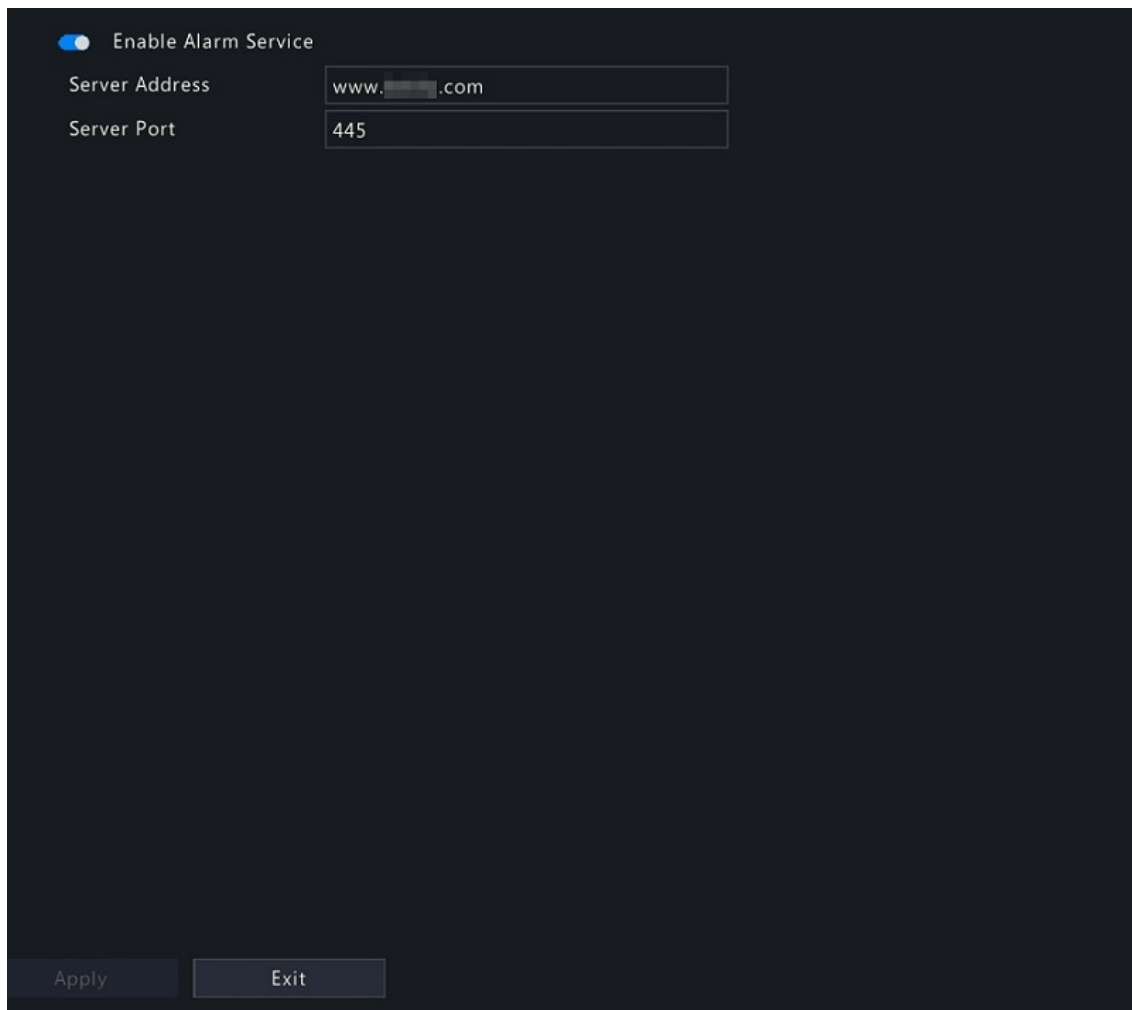 Enable Alarm Service
Server Address www. .com
Server Port 445
Apply Exit